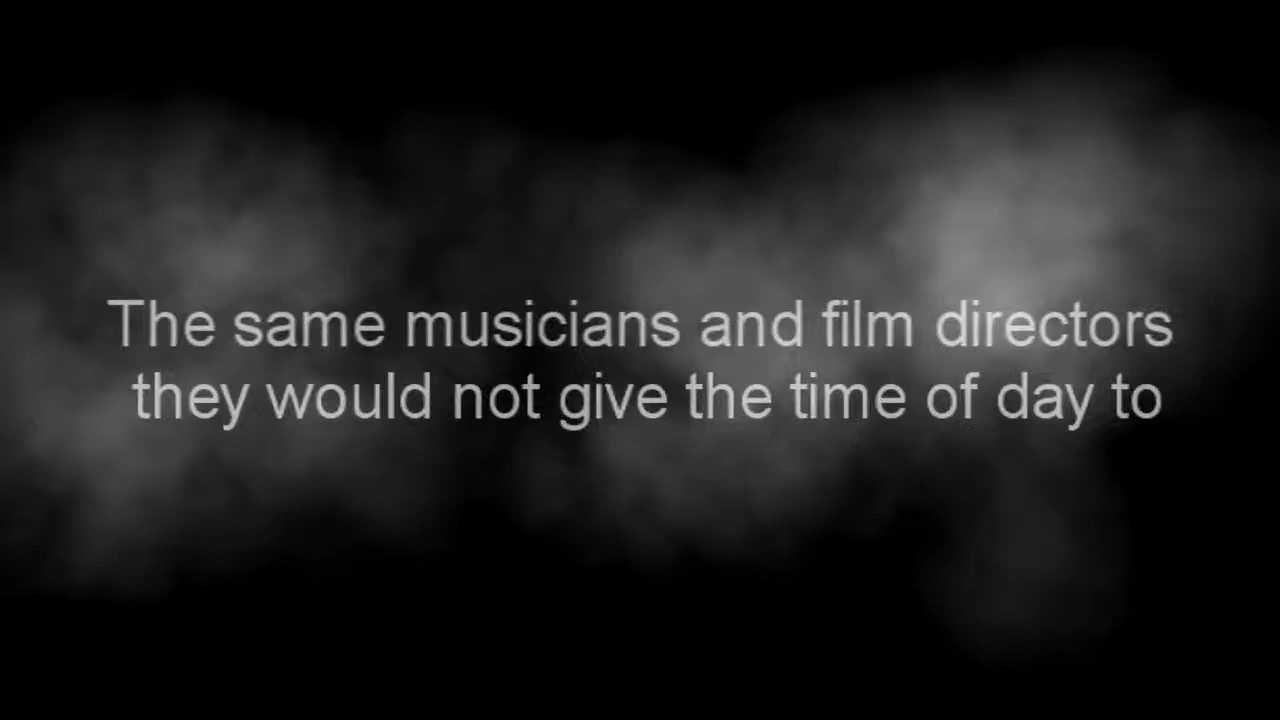 The same musicians and film directors
they would not give the time of day to